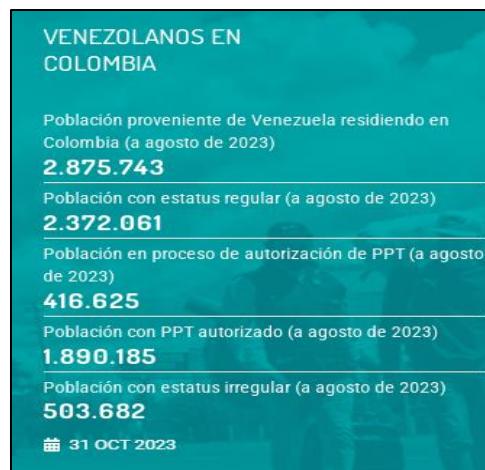 VENEZOLANOS EN
COLOMBIA
Población proveniente de Venezuela residiendo en
Colombia (a agosto de 2023)
2.875.743
Población con estatus regular (a agosto de 2023)
2.372.061
Población en proceso de autorización de PPT (a agosto
de 2023)
416.625
Población con PPT autorizado (a agosto de 2023)
1.890.185
Población con estatus irregular (a agosto de 2023)
503.682
31 OCT 2023